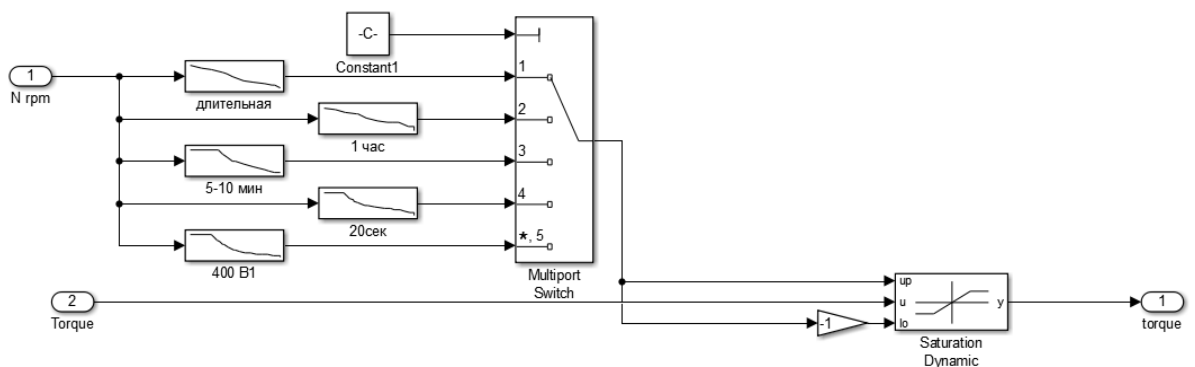 -C-
Constant1
1
N rpm
длительная
1 час
5-10 мин
20сек
400 В1
1
2
3
4
*, 5
Multiport
Switch
2
Torque
-1
up
u
lo
y
Saturation
Dynamic
1
torque